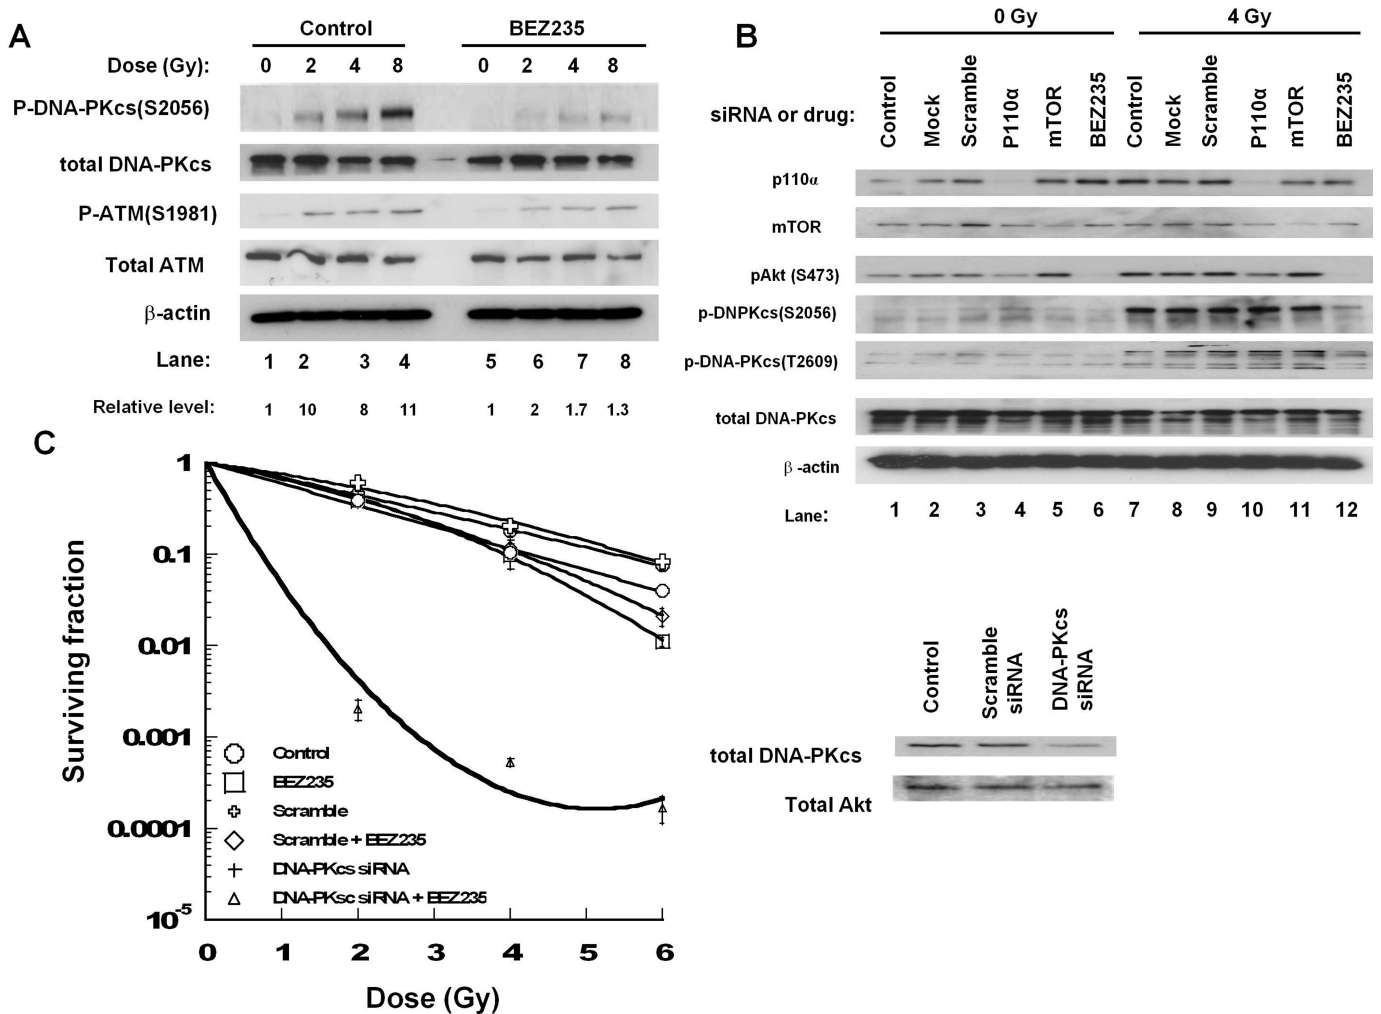 A
Control
BEZ235
Dose (Gy):
0 2 4 8 0 2 4 8
P-DNA-PKcs(S2056)
total DNA-PKcs
P-ATM(S1981)
Total ATM
β-actin
Lane:
1 2 3 4 5 6 7 8
Relative level:
1 10 8 11 1 2 1.7 1.3
B
0 Gy
4 Gy
siRNA or drug:
Control
Mock
Scramble
P110α
mTOR
BEZ235
Control
Mock
Scramble
P110α
mTOR
BEZ235
p110α
mTOR
pAkt (S473)
p-DNPKcs(S2056)
p-DNA-PKcs(T2609)
total DNA-PKcs
β -actin
Lane:
1 2 3 4 5 6 7 8 9 10 11 12
C
Surviving fraction
1
0.1
0.01
0.001
0.0001
10-5
Control
BEZ235
Scramble
Scramble + BEZ235
DNA-PKcs siRNA
DNA-PKsc siRNA + BEZ235
0 1 2 3 4 5 6
Dose (Gy)
Control
Scramble
siRNA
DNA-PKcs
siRNA
total DNA-PKcs
Total Akt